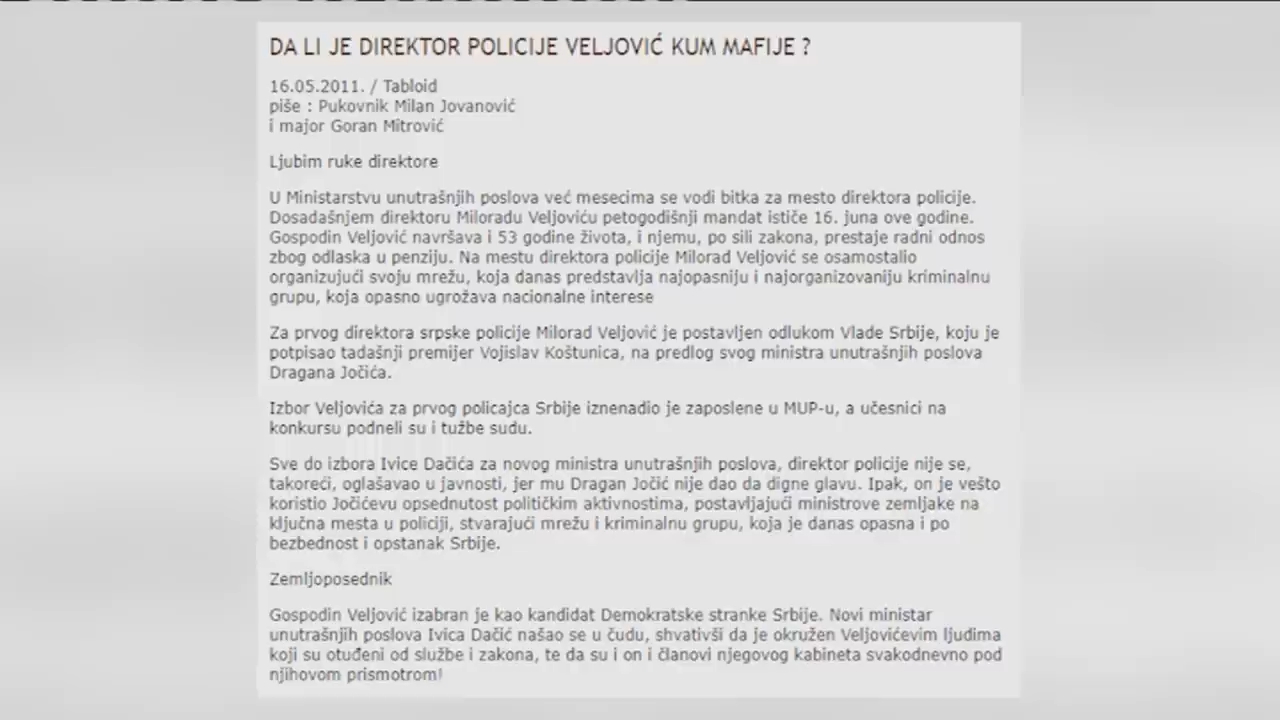 DA LI JE DIREKTOR POLICIJE VELJOVIĆ KUM MAFIJE ?
16.05.2011. / Tabloid
piše : Pukovnik Milan Jovanović
i major Goran Mitrović
Ljubim ruke direktore
U Ministarstvu unutrašnjih poslova već mesecima se vodi bitka za mesto direktora policije.
Dosadašnjem direktoru Miloradu Veljoviću petogodišnji mandat ističe 16. juna ove godine.
Gospodin Veljović navršava i 53 godine života, i njemu, po sili zakona, prestaje radni odnos
zbog odlaska u penziju. Na mestu direktora policije Milorad Veljović se osamostalio
organizujući svoju mrežu, koja danas predstavlja najopasniju i najorganizovaniju kriminalnu
grupu, koja opasno ugrožava nacionalne interese
Za prvog direktora srpske policije Milorad Veljović je postavljen odlukom Vlade Srbije, koju je
potpisao tadašnji premijer Vojislav Koštunica, na predlog svog ministra unutrašnjih poslova
Dragana Jočića.
Izbor Veljovića za prvog policajca Srbije iznenadio je zaposlene u MUP-u, a učesnici na
konkursu podneli su i tužbe sudu.
Sve do izbora Ivice Dačića za novog ministra unutrašnjih poslova, direktor policije nije se,
takoreći, oglašavao u javnosti, jer mu Dragan Jočić nije dao da digne glavu. Ipak, on je vešto
koristio Jočićevu opsednutost političkim aktivnostima, postavljajući ministrove zemljake na
ključna mesta u policiji, stvarajući mrežu i kriminalnu grupu, koja je danas opasna i po
bezbednost i opstanak Srbije.
Zemljoposednik
Gospodin Veljović izabran je kao kandidat Demokratske stranke Srbije. Novi ministar
unutrašnjih poslova Ivica Dačić našao se u čudu, shvativši da je okružen Veljovićevim ljudima
koji su otuđeni od službe i zakona, te da su i on i članovi njegovog kabineta svakodnevno pod
njihovom prismotrom!